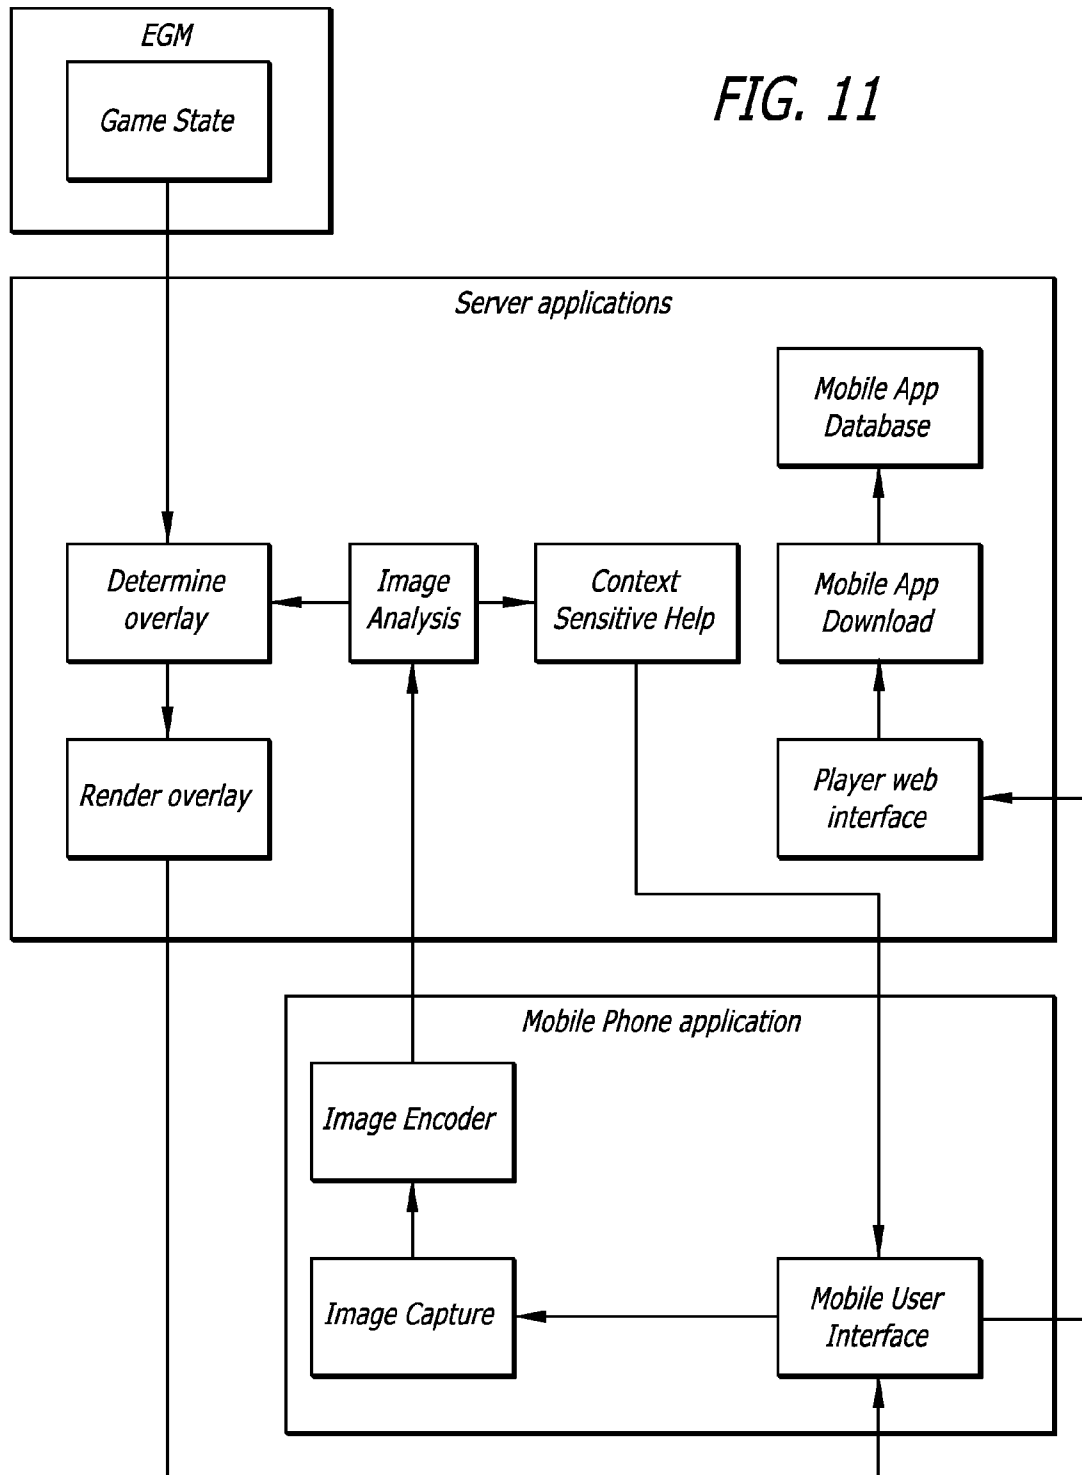 EGM
Game State
FIG. 11
Server applications
Mobile App
Database
Determine
overlay
Image
Analysis
Context
Sensitive Help
Mobile App
Download
Render overlay
Player web
interface
Mobile Phone application
Image Encoder
Image Capture
Mobile User
Interface